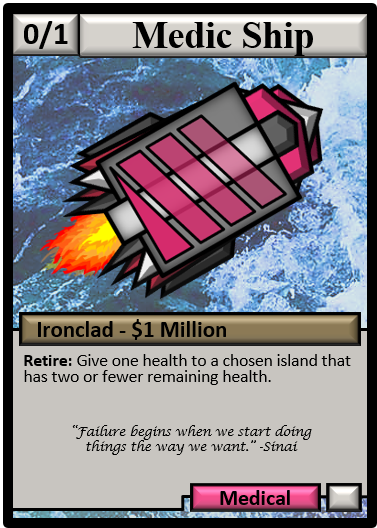 0/1 Medic Ship
Ironclad - $1 Million
Retire: Give one health to a chosen island that
has two or fewer remaining health.
"Failure begins when we start doing
things the way we want." -Sinai
Medical